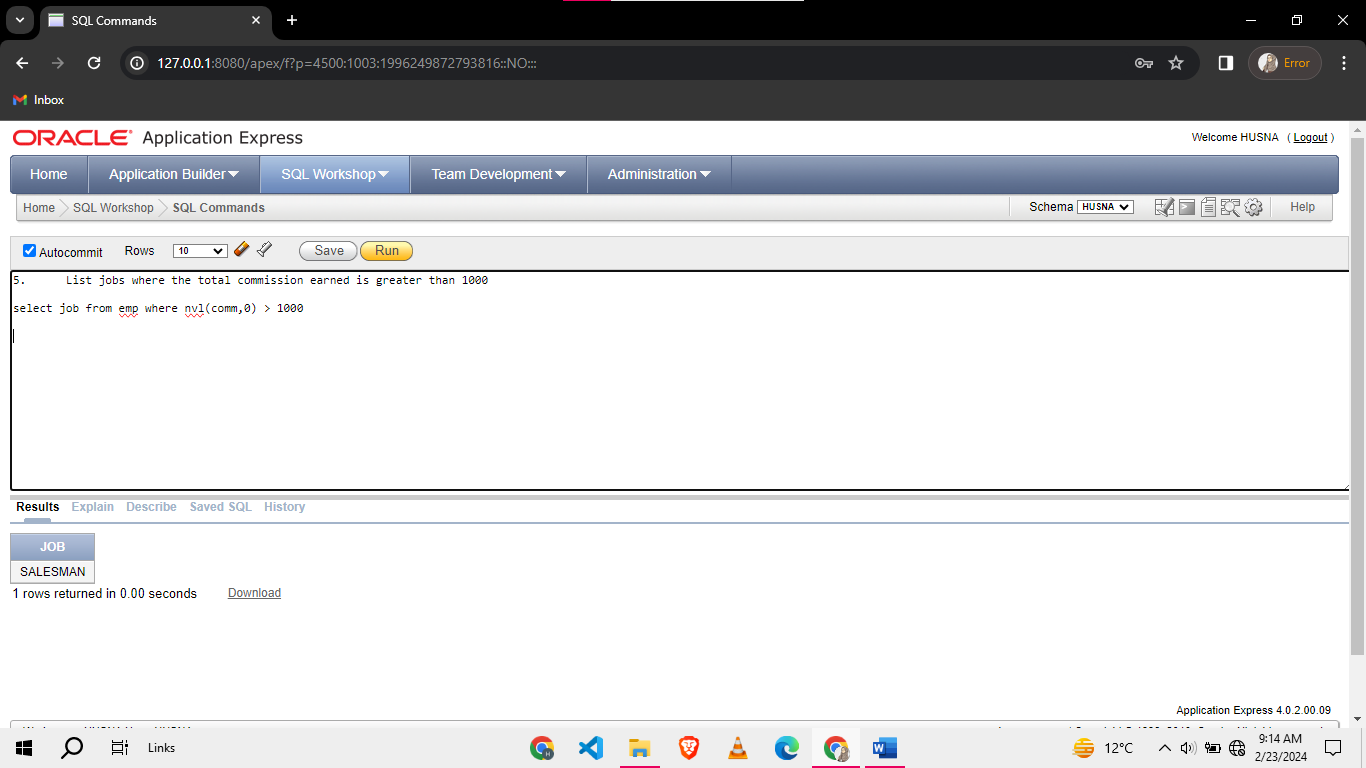 SQL Commands
127.0.0.1:8080/apex/f?p=4500:1003:1996249872793816::NO:::
Error
Inbox
ORACLE Application Express
Welcome HUSNA ( Logout )
Home Application Builder SQL Workshop Team Development Administration
Home SQL Workshop SQL Commands
Schema HUSNA Help
Autocommit Rows 10 Save Run
5. List jobs where the total commission earned is greater than 1000
select job from emp where nvl(comm,0) > 1000
Results Explain Describe Saved SQL History
JOB
SALESMAN
1 rows returned in 0.00 seconds Download
Application Express 4.0.2.00.09
Links
12°C
9:14 AM
2/23/2024